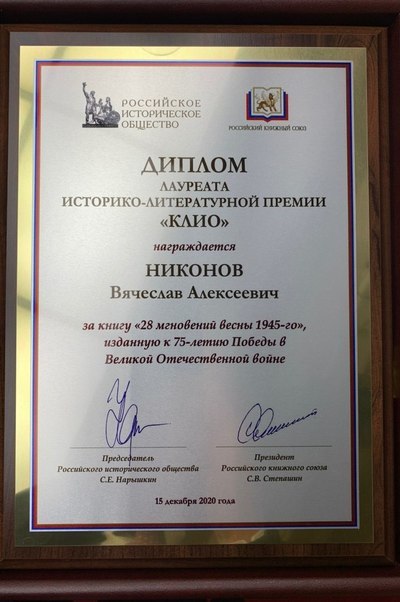 РОССИЙСКОЕ
ИСТОРИЧЕСКОЕ
ОБЩЕСТВО
РОССИЙСКИЙ КНИЖНЫЙ СОЮЗ
ДИПЛОМ
ЛАУРЕАТА
ИСТОРИКО-ЛИТЕРАТУРНОЙ ПРЕМИИ
«КЛИО»
награждается
НИКОНОВ
Вячеслав Алексеевич
за книгу «28 мгновений весны 1945-го»,
изданную к 75-летию Победы в
Великой Отечественной войне
Председатель
Российского исторического общества
С.Е. Нарышкин
Президент
Российского книжного союза
С.В. Степашин
15 декабря 2020 года